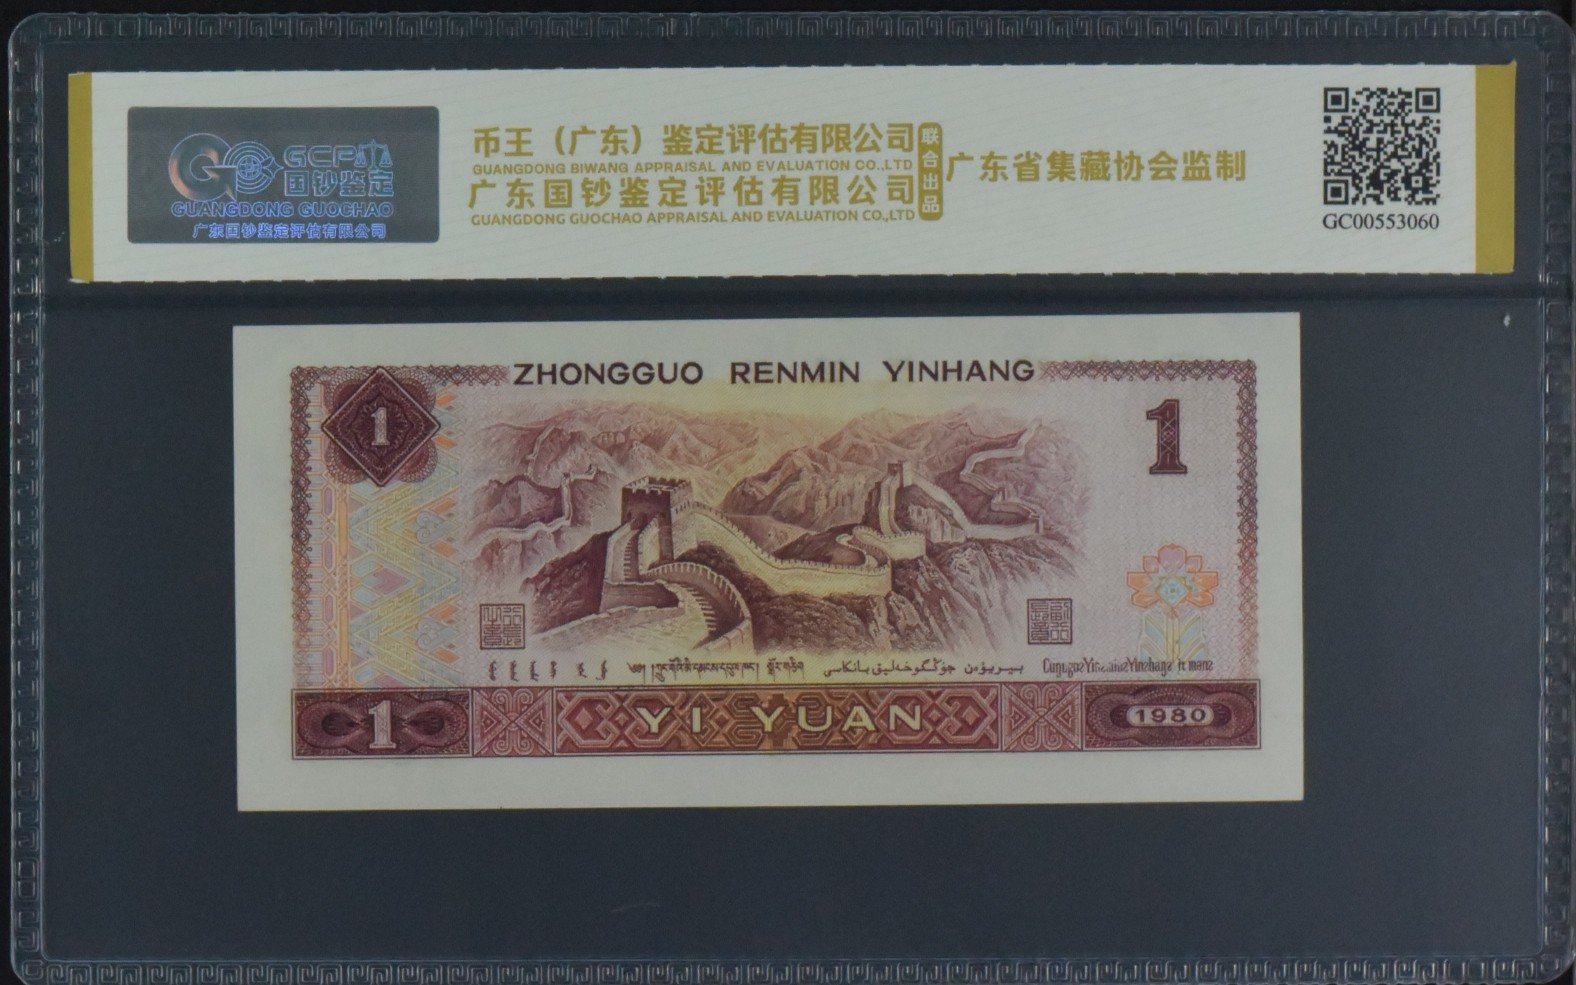 币王（广东）鉴定评估有限公司
GUANGDONG BIWANG APPRAISAL AND EVALUATION CO.,LTD
广东国钞鉴定评估有限公司
GUANGDONG GUOCHAO APPRAISAL AND EVALUATION CO.,LTD
联合出品
广东省集藏协会监制
GCP
国钞鉴定
GUANGDONG GUOCHAO
广东国钞鉴定评估有限公司
GC00553060
ZHONGGUO RENMIN YINHANG
1
1
1
YI YUAN
1980